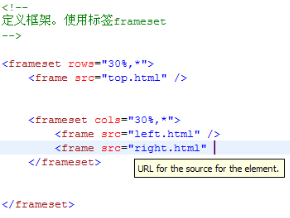 <!--
定义框架。使用标签frameset
-->
<frameset rows="30%,*">
<frame src="top.html" />
<frameset cols="30%,*">
<frame src="left.html" />
<frame src="right.html"
</frameset>
URL for the source for the element.
</frameset>